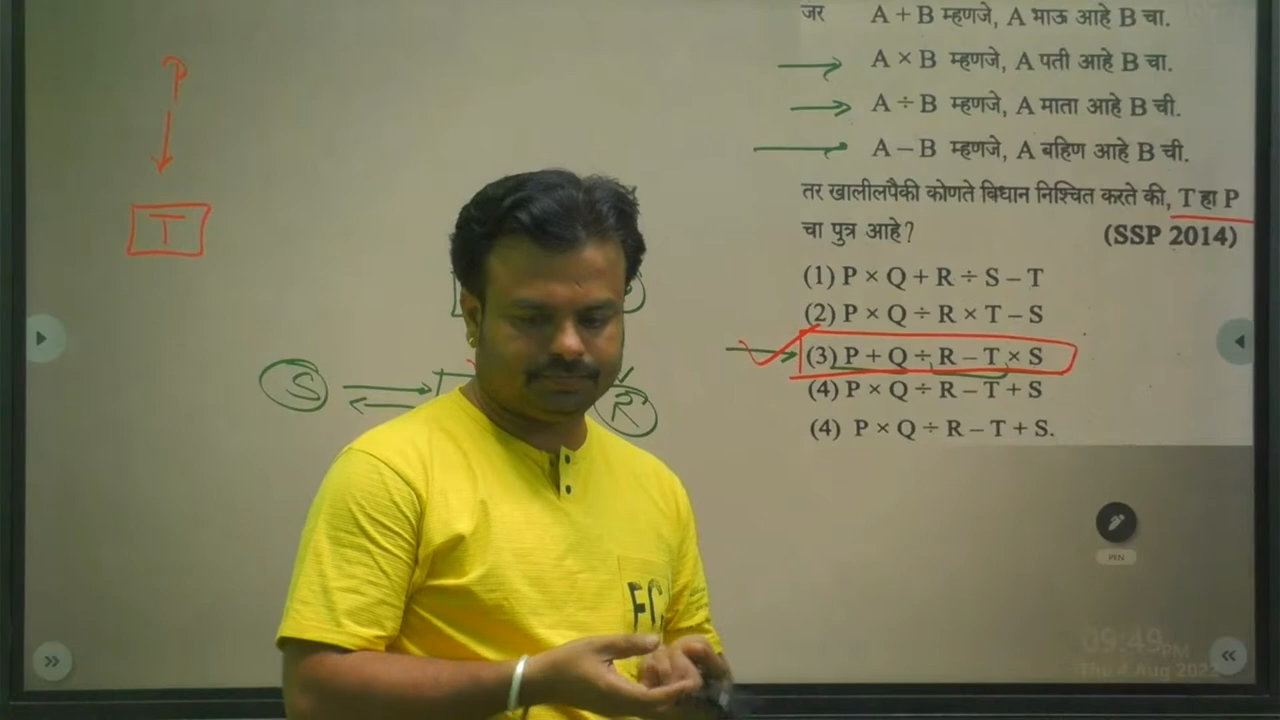 P
T
S
R
जर A + B म्हणजे, A भाऊ आहे B चा.
A × B म्हणजे, A पती आहे B चा.
A ÷ B म्हणजे, A माता आहे B ची.
A – B म्हणजे, A बहिण आहे B ची.
तर खालीलपैकी कोणते विधान निश्चित करते की, T हा P
चा पुत्र आहे? (SSP 2014)
(1) P × Q + R ÷ S – T
(2) P × Q ÷ R × T – S
(3) P + Q ÷ R – T × S
(4) P × Q ÷ R – T + S
(4) P × Q ÷ R – T + S.
PEN
09:49PM
Thu 4 Aug